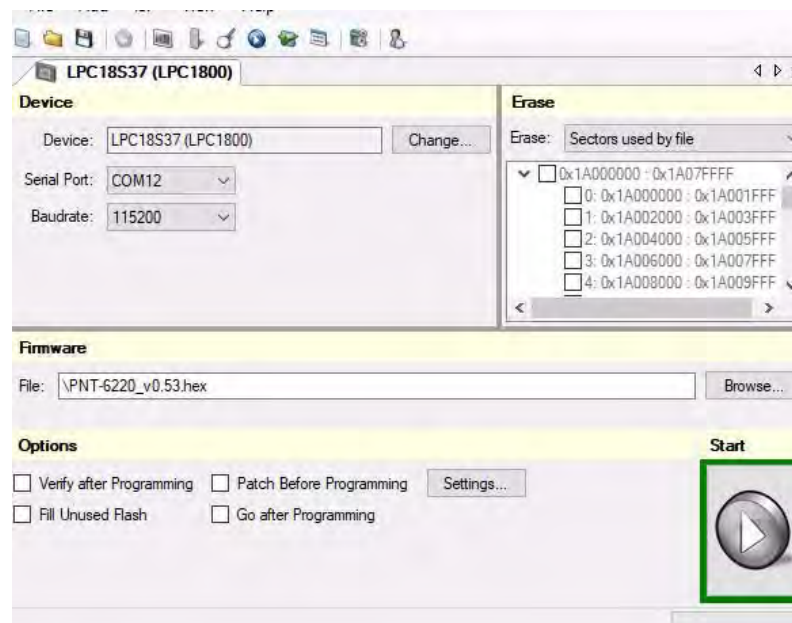 LPC18S37 (LPC1800)
Device
Device: LPC18S37 (LPC1800) Change...
Serial Port: COM12
Baudrate: 115200
Erase
Erase: Sectors used by file
0x1A000000 : 0x1A07FFFF
0: 0x1A000000 : 0x1A001FFF
1: 0x1A002000 : 0x1A003FFF
2: 0x1A004000 : 0x1A005FFF
3: 0x1A006000 : 0x1A007FFF
4: 0x1A008000 : 0x1A009FFF
Firmware
File: \PNT-6220_v0.53.hex Browse...
Options
Verify after Programming Patch Before Programming Settings...
Fill Unused Flash Go after Programming
Start